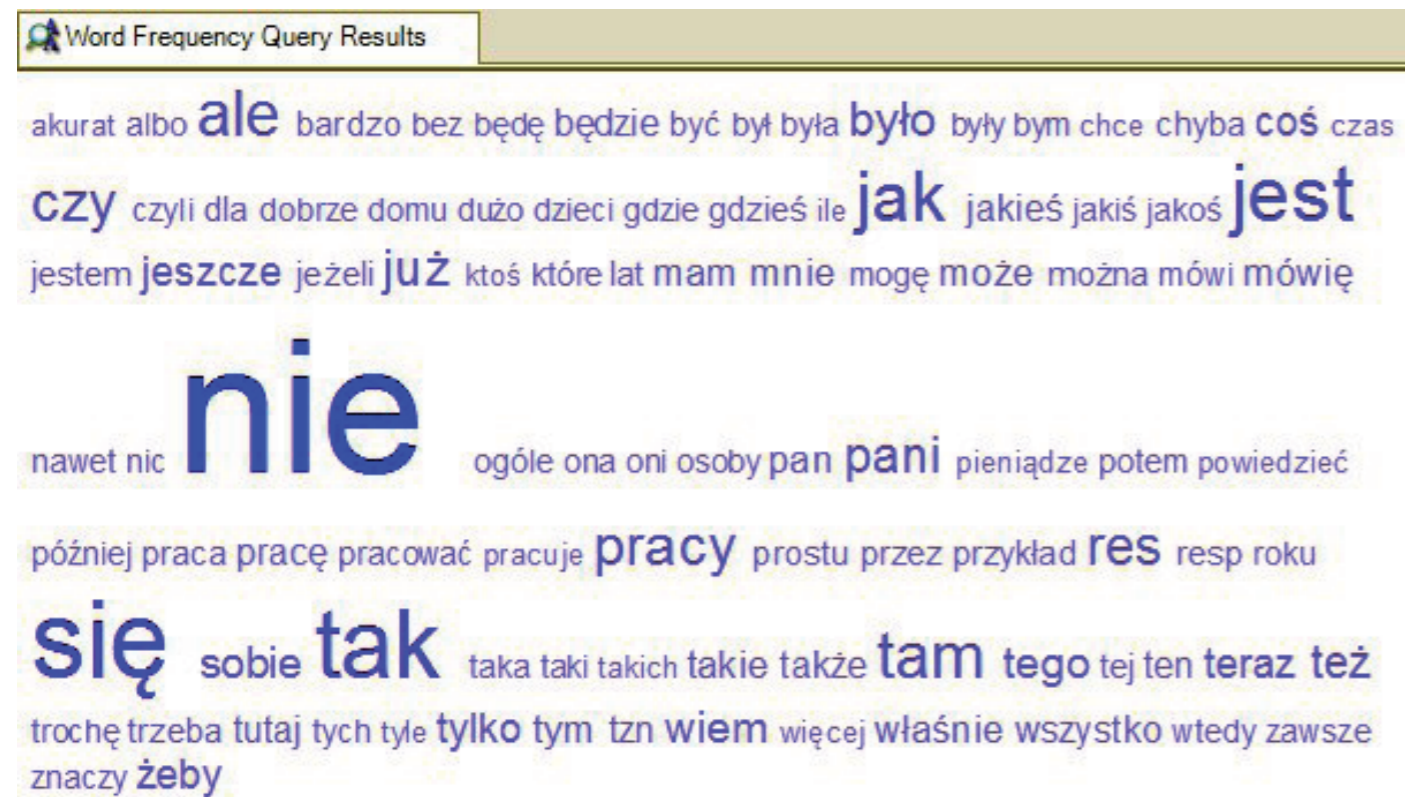 Word Frequency Query Results
akurat albo ale bardzo bez będę będzie być był była było były bym chce chyba coś czas
czy czyli dla dobrze domu dużo dzieci gdzie gdzieś ile jak jakieś jakiś jakoś jest
jestem jeszcze jeżeli już ktoś które lat mam mnie mogę może można mówi mówię
nawet nic nie ogóle ona oni osoby pan pani pieniądze potem powiedzieć
później praca pracę pracować pracuje pracy prostu przez przykład res resp roku
się sobie tak taka taki takich takie także tam tego tej ten teraz też
trochę trzeba tutaj tych tyle tylko tym tzn wiem więcej właśnie wszystko wtedy zawsze
znaczy żeby